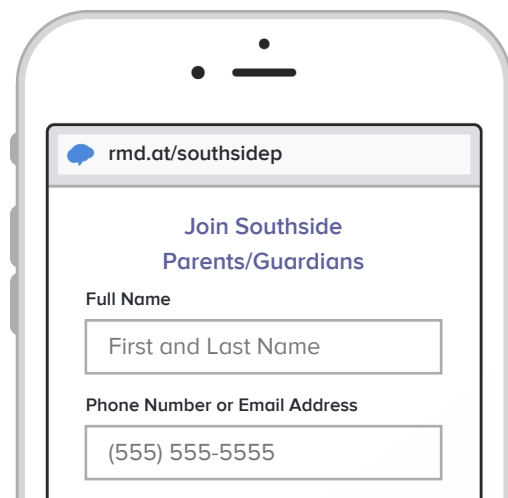 rmd.at/southsidep
Join Southside
Parents/Guardians
Full Name
First and Last Name
Phone Number or Email Address
(555) 555-5555